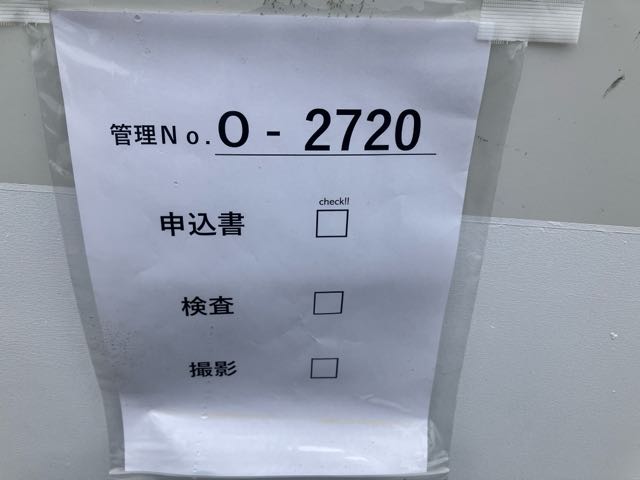 管理No.O-2720
check!!
申込書 □
検査 □
撮影 □